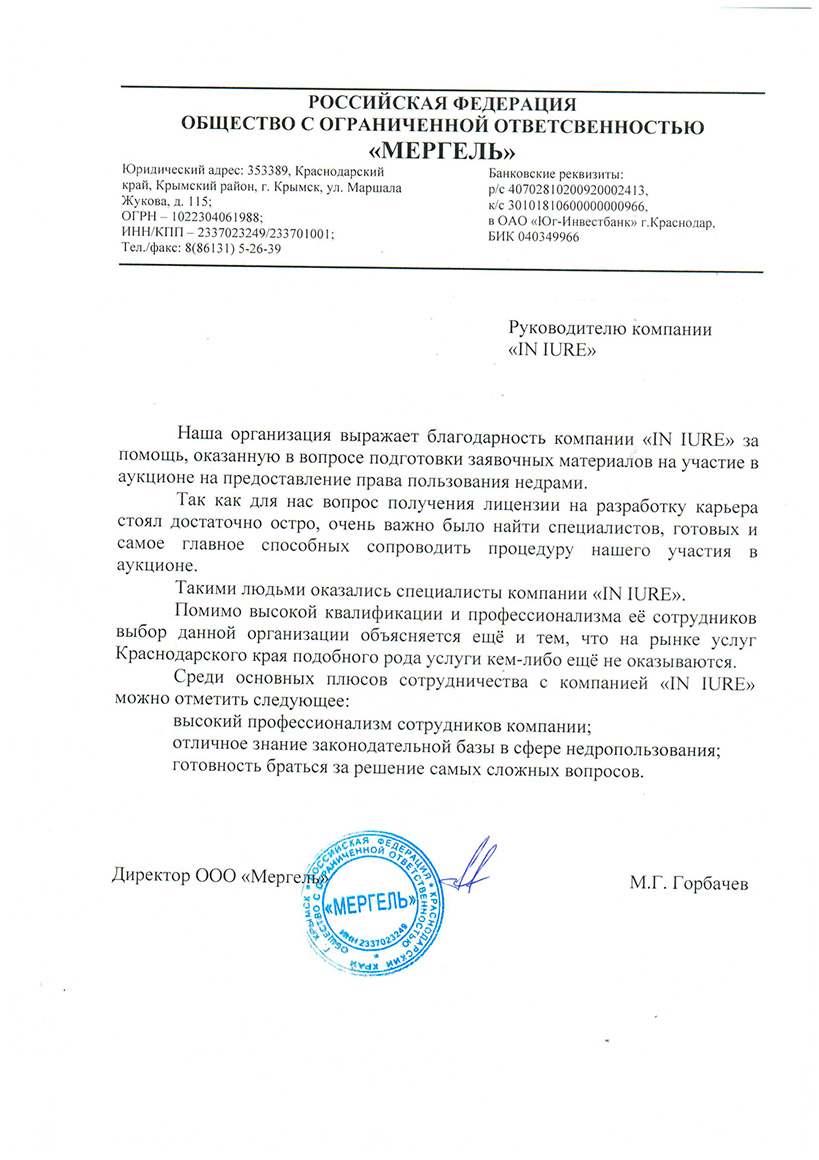 РОССИЙСКАЯ ФЕДЕРАЦИЯ
ОБЩЕСТВО С ОГРАНИЧЕННОЙ ОТВЕТСВЕННОСТЬЮ
«МЕРГЕЛЬ»
Юридический адрес: 353389, Краснодарский
край, Крымский район, г. Крымск, ул. Маршала
Жукова, д. 115;
ОГРН – 1022304061988;
ИНН/КПП – 2337023249/233701001;
Тел./факс: 8(86131) 5-26-39
Банковские реквизиты:
р/с 40702810200920002413,
к/с 30101810600000000966,
в ОАО «Юг-Инвестбанк» г.Краснодар,
БИК 040349966
Руководителю компании
«IN IURE»
Наша организация выражает благодарность компании «IN IURE» за
помощь, оказанную в вопросе подготовки заявочных материалов на участие в
аукционе на предоставление права пользования недрами.
Так как для нас вопрос получения лицензии на разработку карьера
стоял достаточно остро, очень важно было найти специалистов, готовых и
самое главное способных сопроводить процедуру нашего участия в
аукционе.
Такими людьми оказались специалисты компании «IN IURE».
Помимо высокой квалификации и профессионализма её сотрудников
выбор данной организации объясняется ещё и тем, что на рынке услуг
Краснодарского края подобного рода услуги кем-либо ещё не оказываются.
Среди основных плюсов сотрудничества с компанией «IN IURE»
можно отметить следующее:
высокий профессионализм сотрудников компании;
отличное знание законодательной базы в сфере недропользования;
готовность браться за решение самых сложных вопросов.
Директор ООО «Мергель»
М.Г. Горбачев
РОССИЙСКАЯ ФЕДЕРАЦИЯ * КРАСНОДАРСКИЙ КРАЙ Г. КРЫМСК *
ОБЩЕСТВО С ОГРАНИЧЕННОЙ ОТВЕТСТВЕННОСТЬЮ *
«МЕРГЕЛЬ»
ИНН 2337023249